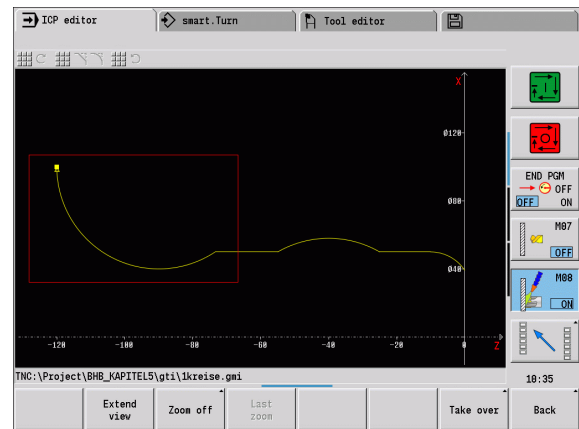 ICP editor
smart.Turn
Tool editor
X
Ø120
END PGM
OFF
OFF ON
Ø80
M07
OFF
M08
Ø40
ON
-120 -100 -80 -60 -40 -20 0 Z
TNC:\Project\BHB_KAPITEL5\gti\1kreise.gmi
10:35
Extend view
Zoom off
Last zoom
Take over
Back